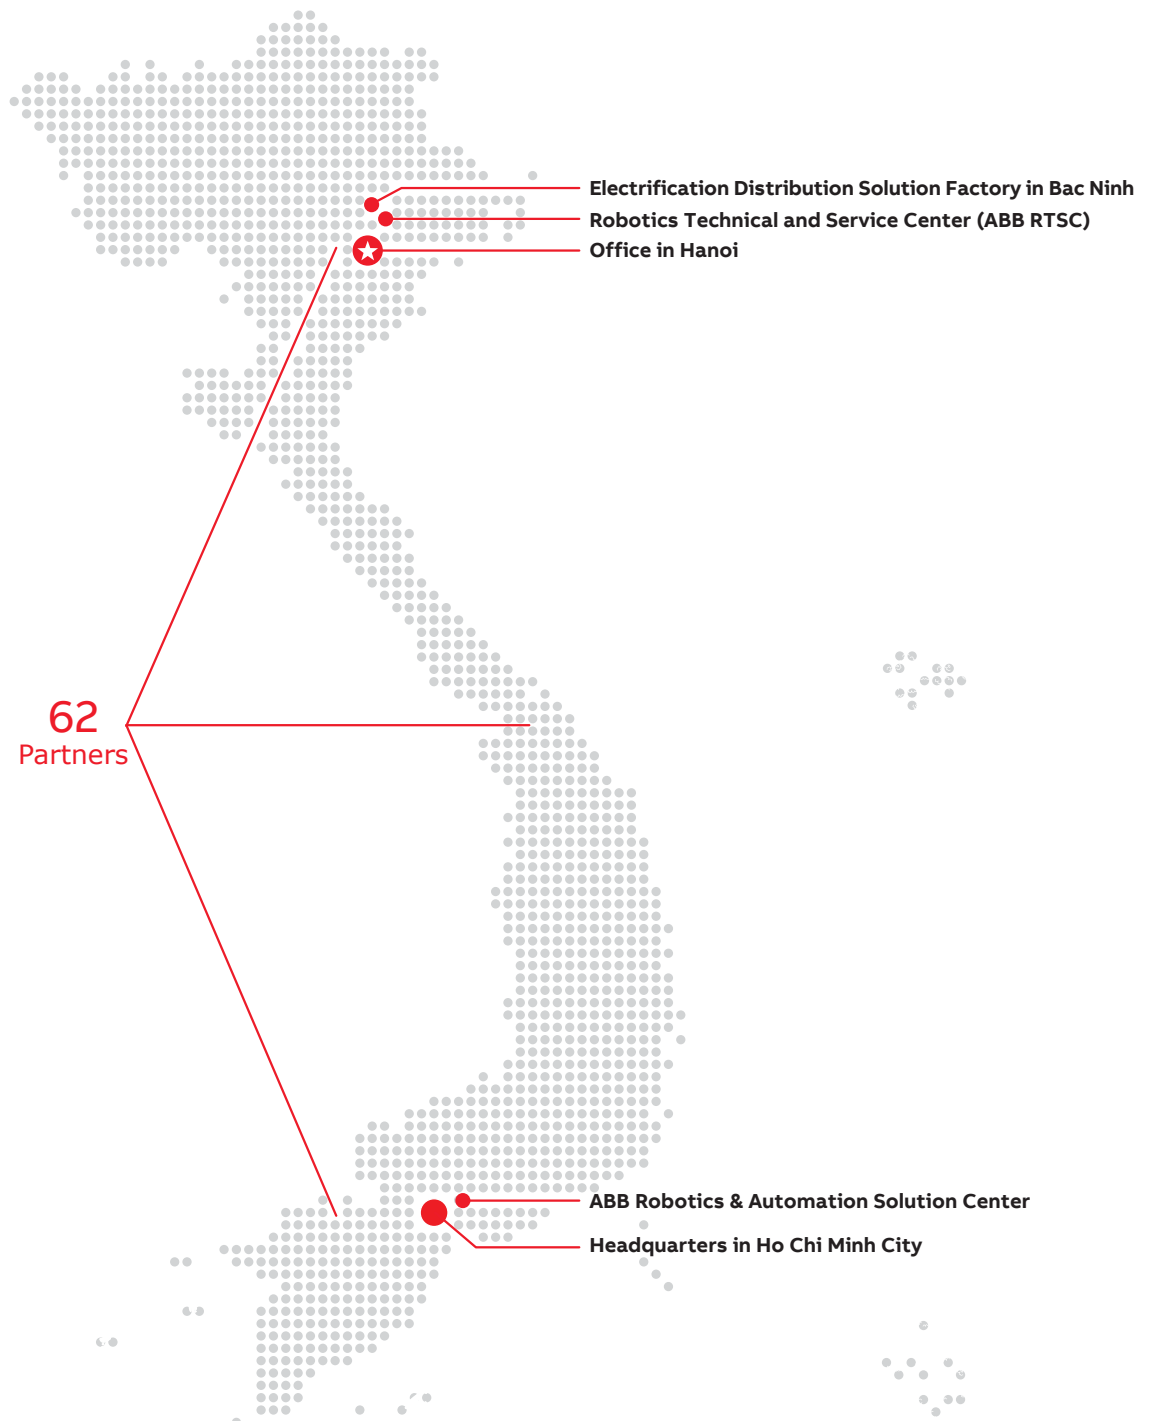 Electrification Distribution Solution Factory in Bac Ninh
Robotics Technical and Service Center (ABB RTSC)
Office in Hanoi
62
Partners
ABB Robotics & Automation Solution Center
Headquarters in Ho Chi Minh City